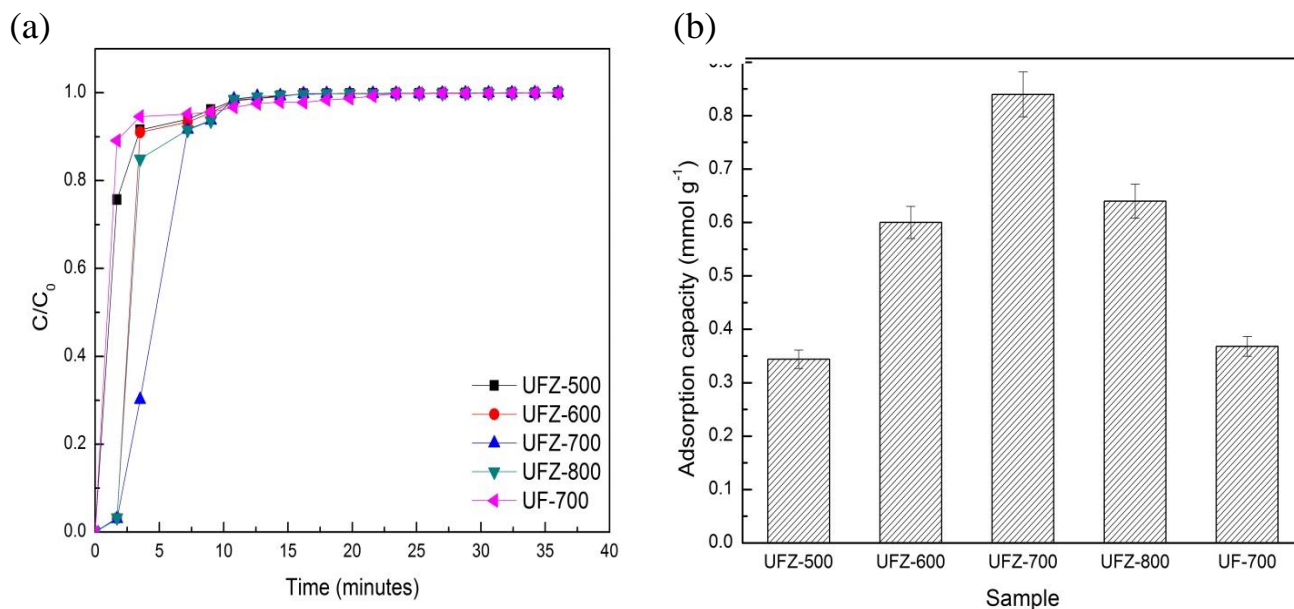 (a)
1.0
0.8
0.6
0.4
0.2
0.0
C/C₀
0
5
10
15
20
25
30
35
40
Time (minutes)
UFZ-500
UFZ-600
UFZ-700
UFZ-800
UF-700
(b)
0.9
0.8
0.7
0.6
0.5
0.4
0.3
0.2
0.1
0.0
Adsorption capacity (mmol g⁻¹)
UFZ-500
UFZ-600
UFZ-700
UFZ-800
UF-700
Sample